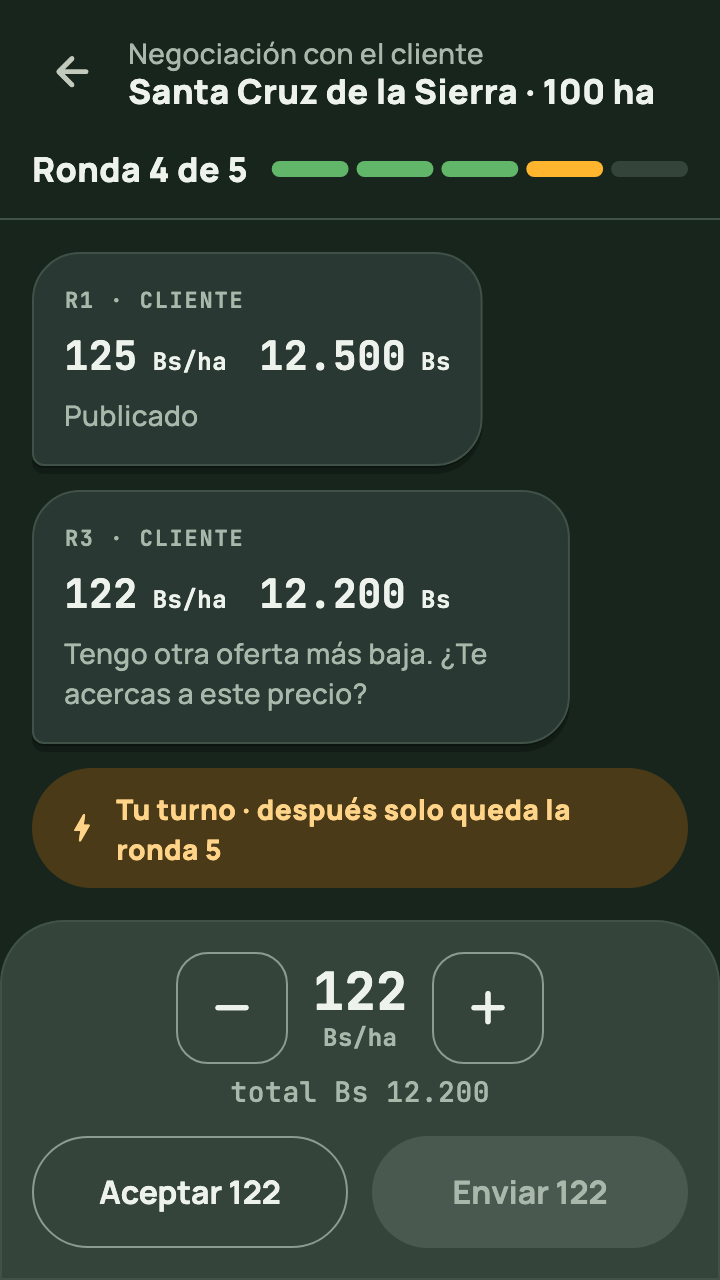 Negociación con el cliente
Santa Cruz de la Sierra · 100 ha
Ronda 4 de 5
R1 · CLIENTE
125 Bs/ha 12.500 Bs
Publicado
R3 · CLIENTE
122 Bs/ha 12.200 Bs
Tengo otra oferta más baja. ¿Te
acercas a este precio?
Tu turno · después solo queda la
ronda 5
122
Bs/ha
total Bs 12.200
Aceptar 122
Enviar 122